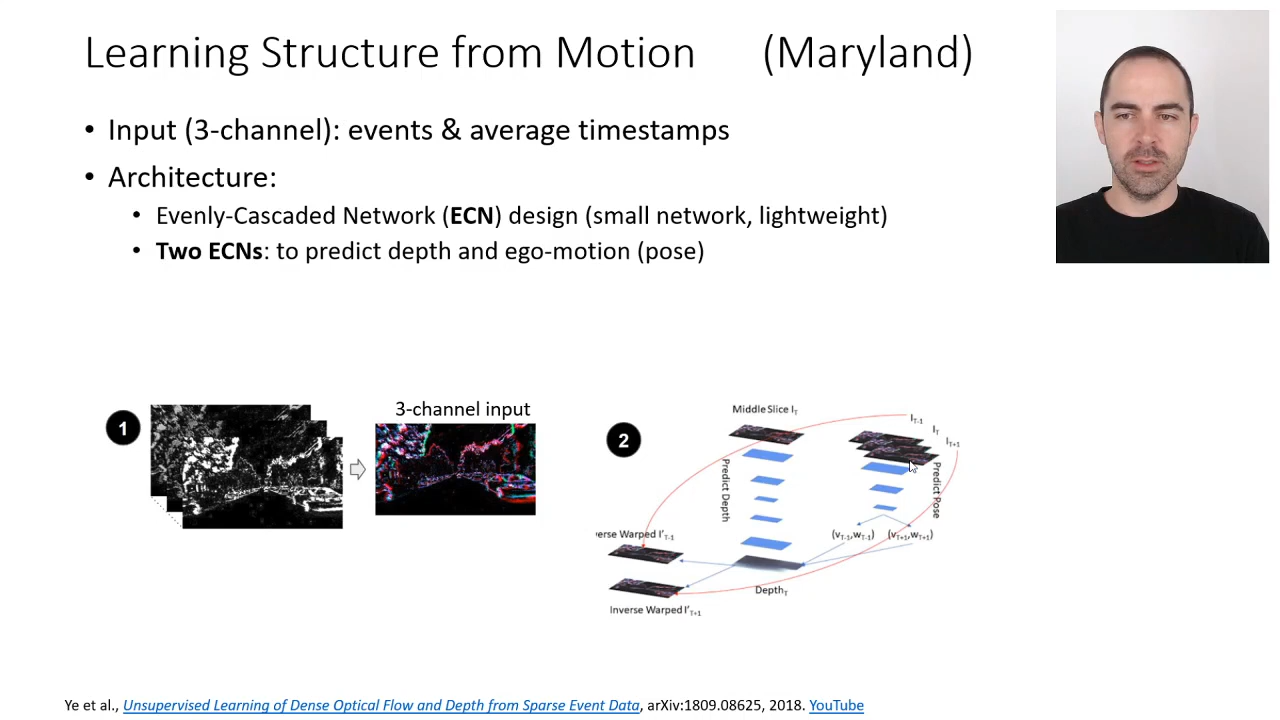 Learning Structure from Motion (Maryland)
• Input (3-channel): events & average timestamps
• Architecture:
• Evenly-Cascaded Network (ECN) design (small network, lightweight)
• Two ECNs: to predict depth and ego-motion (pose)
1
3-channel input
2
Middle Slice I_T
I_T-1
I_T
I_T+1
Predict Depth
Predict Pose
verse Warped I'_T-1
(v_T-1,w_T-1) (v_T+1,w_T+1)
Depth_T
Inverse Warped I'_T+1
Ye et al., Unsupervised Learning of Dense Optical Flow and Depth from Sparse Event Data, arXiv:1809.08625, 2018. YouTube